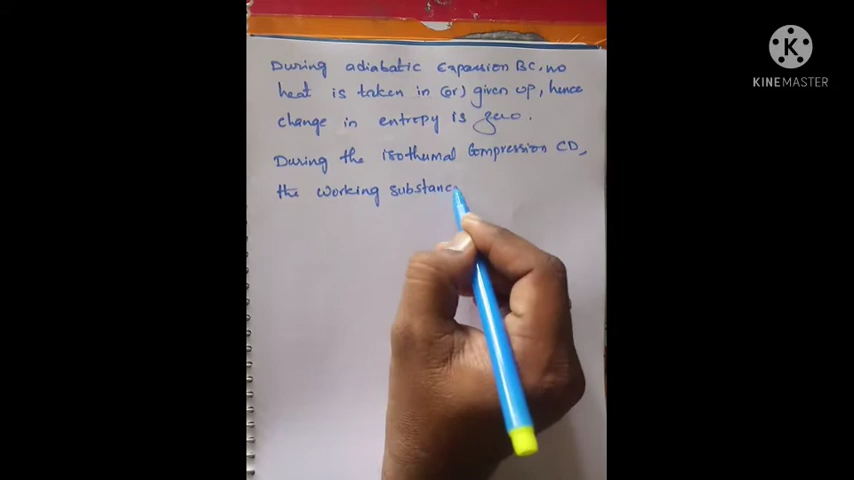 During adiabatic expansion BC, no
heat is taken in (or) given up, hence
change in entropy is zero.
During the isothermal Compression CD,
the working substanc
K
KINEMASTER